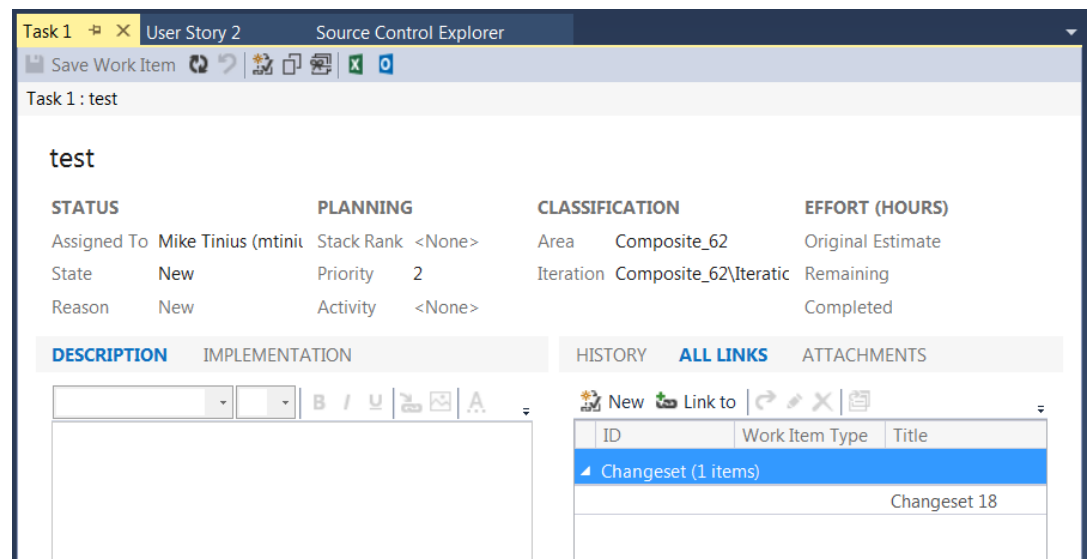 Task 1 User Story 2 Source Control Explorer
Save Work Item
Task 1 : test
test
STATUS PLANNING CLASSIFICATION EFFORT (HOURS)
Assigned To Mike Tinius (mtiniu Stack Rank <None> Area Composite_62 Original Estimate
State New Priority 2 Iteration Composite_62\Iteratic Remaining
Reason New Activity <None> Completed
DESCRIPTION IMPLEMENTATION HISTORY ALL LINKS ATTACHMENTS
B I U A New Link to
ID Work Item Type Title
Changeset (1 items)
Changeset 18